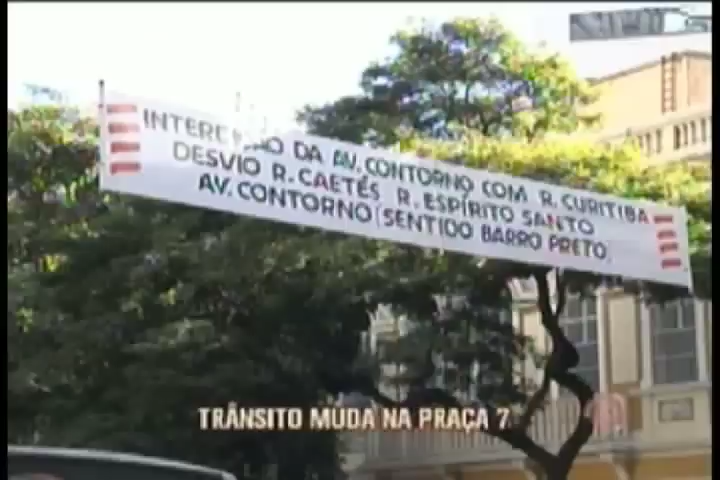 DA AV. CONTORNO COM R. CURITIBA
DESVIO R. CAETÉS R. ESPÍRITO SANTO
AV. CONTORNO (SENTIDO BARRO PRETO)
TRÂNSITO MUDA NA PRAÇA 7